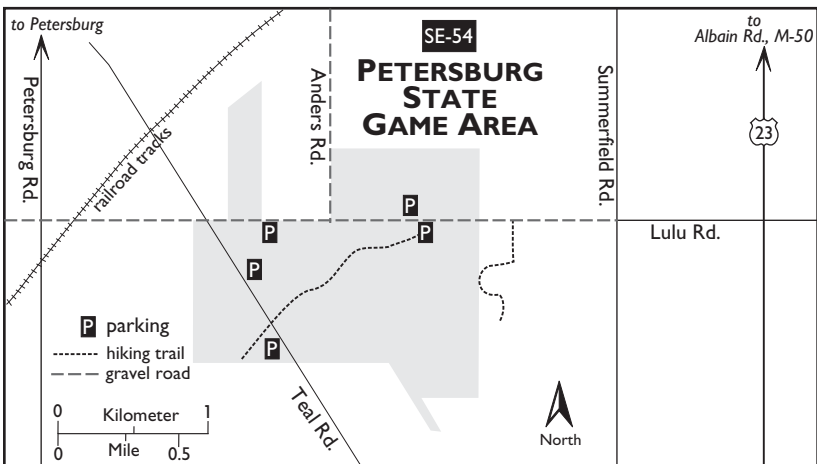 to Petersburg
SE-54
PETERSBURG
STATE
GAME AREA
to
Albain Rd., M-50
Petersburg Rd.
railroad tracks
Anders Rd.
Summerfield Rd.
23
P
P
P
P
P
Lulu Rd.
P parking
hiking trail
gravel road
Teal Rd.
0 Kilometer 1
0 Mile 0.5
North